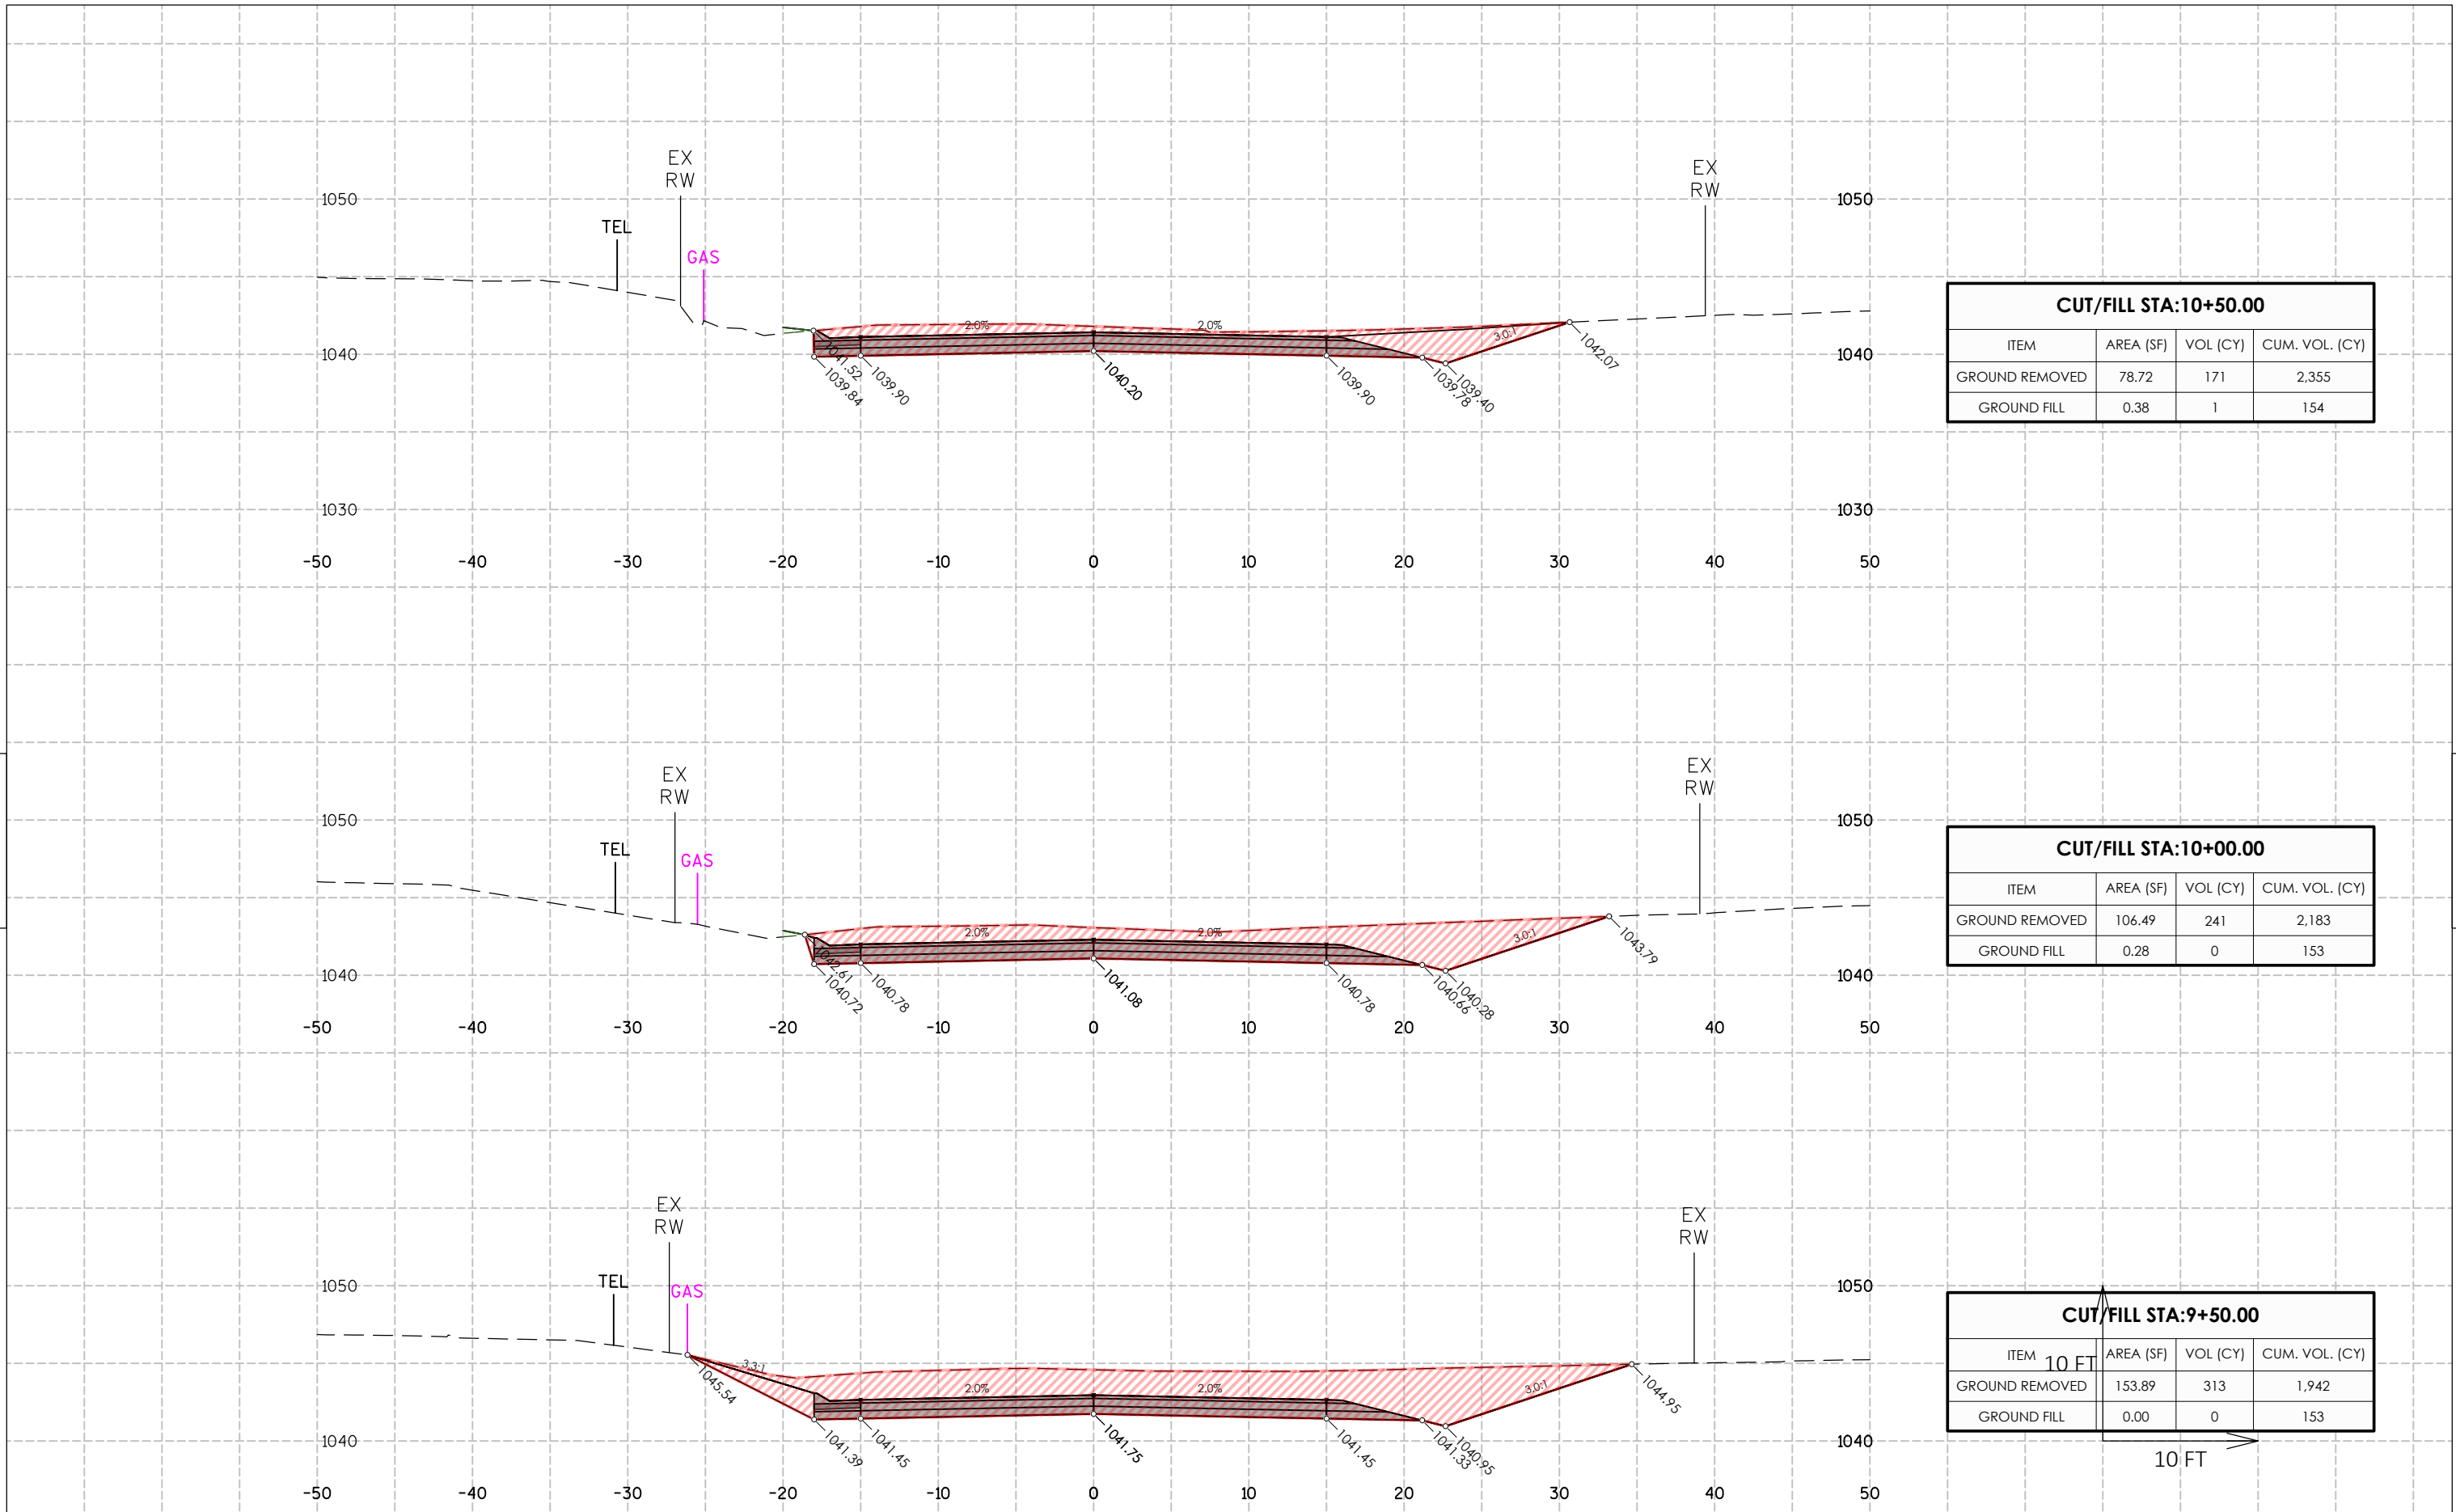 EX
RW
EX
RW
1050
1050
TEL
GAS
2.0%
2.0%
3.0:1
1040
1040
1041.52
1039.84
1039.90
1040.20
1039.90
1039.78
1039.40
1042.07
1030
1030
-50 -40 -30 -20 -10 0 10 20 30 40 50
CUT/FILL STA:10+50.00
ITEM AREA (SF) VOL (CY) CUM. VOL. (CY)
GROUND REMOVED 78.72 171 2,355
GROUND FILL 0.38 1 154
EX
RW
EX
RW
1050
1050
TEL
GAS
2.0%
2.0%
3.0:1
1040
1040
1042.61
1040.72
1040.78
1041.08
1040.78
1040.66
1040.28
1043.79
-50 -40 -30 -20 -10 0 10 20 30 40 50
CUT/FILL STA:10+00.00
ITEM AREA (SF) VOL (CY) CUM. VOL. (CY)
GROUND REMOVED 106.49 241 2,183
GROUND FILL 0.28 0 153
EX
RW
EX
RW
1050
1050
TEL
GAS
3.3:1
2.0%
2.0%
3.0:1
1040
1040
1045.54
1041.39
1041.45
1041.75
1041.45
1041.33
1040.95
1044.95
-50 -40 -30 -20 -10 0 10 20 30 40 50
CUT/FILL STA:9+50.00
ITEM AREA (SF) VOL (CY) CUM. VOL. (CY)
GROUND REMOVED 153.89 313 1,942
GROUND FILL 0.00 0 153
10 FT
10 FT